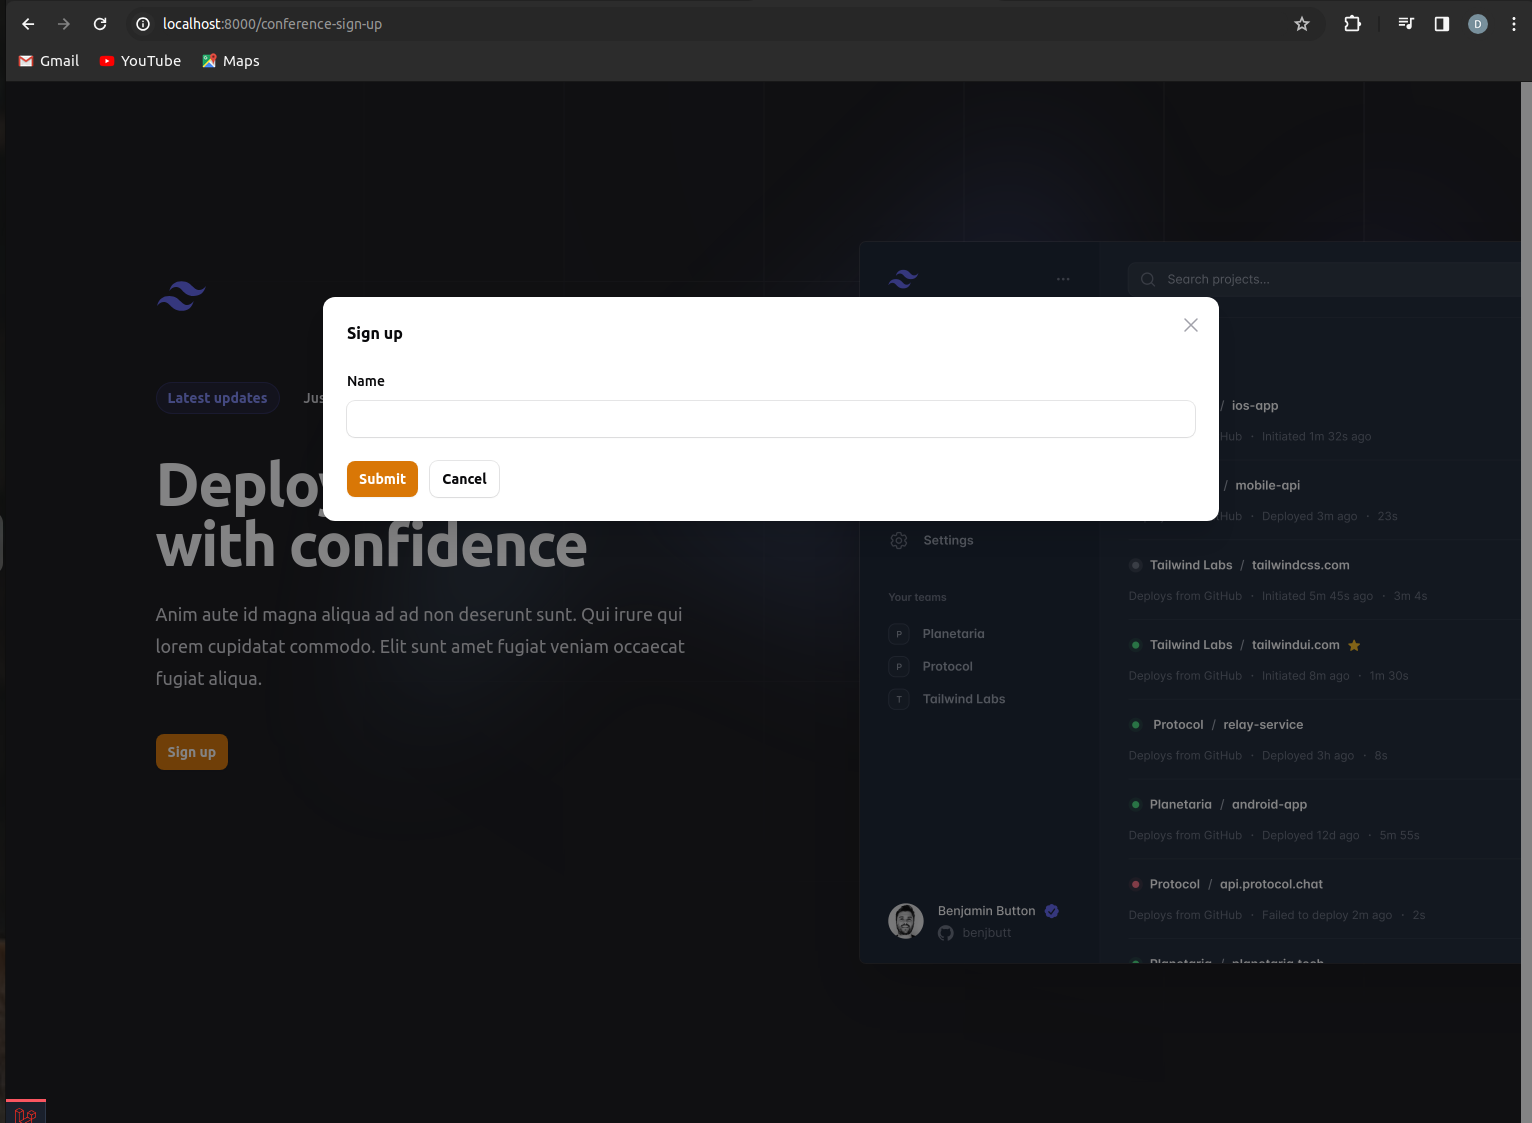 localhost:8000/conference-sign-up
D
Gmail YouTube Maps
Search projects...
Sign up
Name
Submit Cancel
Latest updates Jus
Deploy
with confidence
Anim aute id magna aliqua ad ad non deserunt sunt. Qui irure qui
lorem cupidatat commodo. Elit sunt amet fugiat veniam occaecat
fugiat aliqua.
Sign up
Settings
Your teams
P Planetaria
P Protocol
T Tailwind Labs
Benjamin Button
benjbutt
/ ios-app
Hub · Initiated 1m 32s ago
/ mobile-api
Hub · Deployed 3m ago · 23s
Tailwind Labs / tailwindcss.com
Deploys from GitHub · Initiated 5m 45s ago · 3m 4s
Tailwind Labs / tailwindui.com
Deploys from GitHub · Initiated 8m ago · 1m 30s
Protocol / relay-service
Deploys from GitHub · Deployed 3h ago · 8s
Planetaria / android-app
Deploys from GitHub · Deployed 12d ago · 5m 55s
Protocol / api.protocol.chat
Deploys from GitHub · Failed to deploy 2m ago · 2s
Planetaria / planetaria.tech